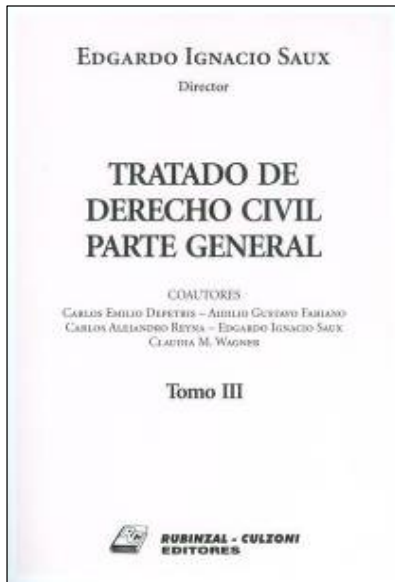 EDGARDO IGNACIO SAUX
Director
TRATADO DE
DERECHO CIVIL
PARTE GENERAL
COAUTORES
CARLOS EMILIO DEPETRIS – AIDILIO GUSTAVO FABIANO
CARLOS ALEJANDRO REYNA – EDGARDO IGNACIO SAUX
CLAUDIA M. WAGNER
Tomo III
RUBINZAL - CULZONI
EDITORES